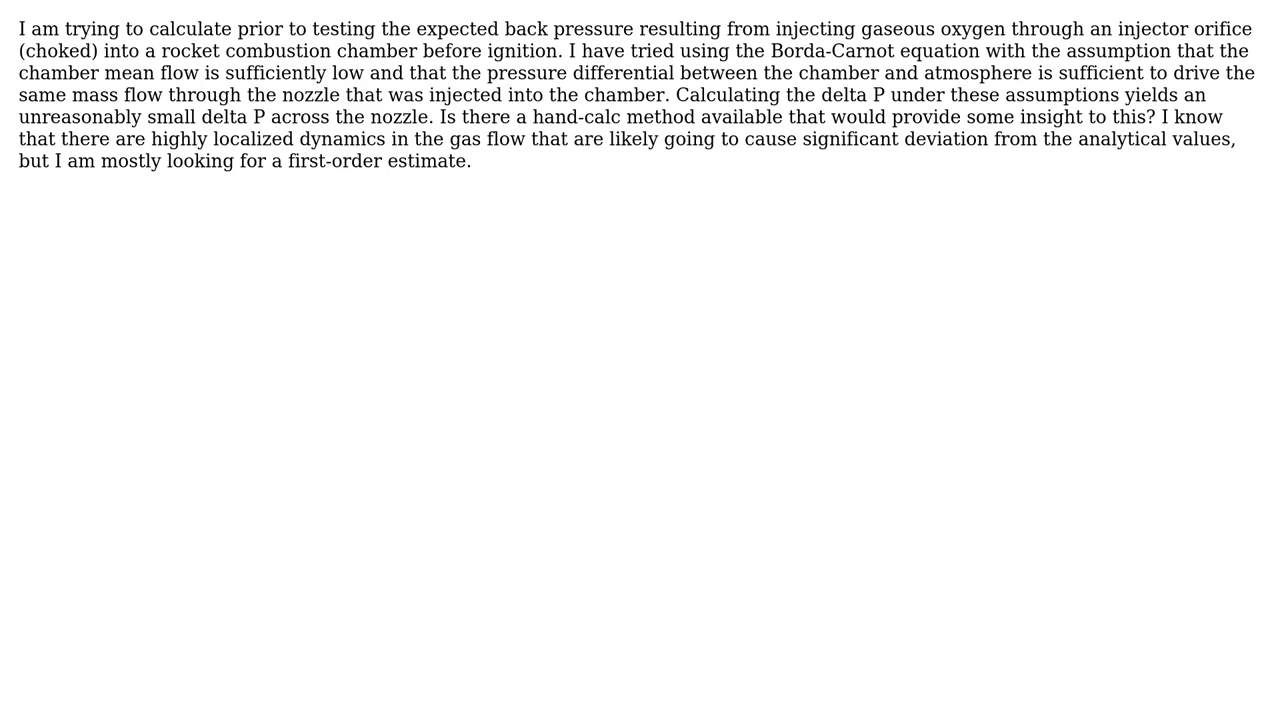 I am trying to calculate prior to testing the expected back pressure resulting from injecting gaseous oxygen through an injector orifice
(choked) into a rocket combustion chamber before ignition. I have tried using the Borda-Carnot equation with the assumption that the
chamber mean flow is sufficiently low and that the pressure differential between the chamber and atmosphere is sufficient to drive the
same mass flow through the nozzle that was injected into the chamber. Calculating the delta P under these assumptions yields an
unreasonably small delta P across the nozzle. Is there a hand-calc method available that would provide some insight to this? I know
that there are highly localized dynamics in the gas flow that are likely going to cause significant deviation from the analytical values,
but I am mostly looking for a first-order estimate.